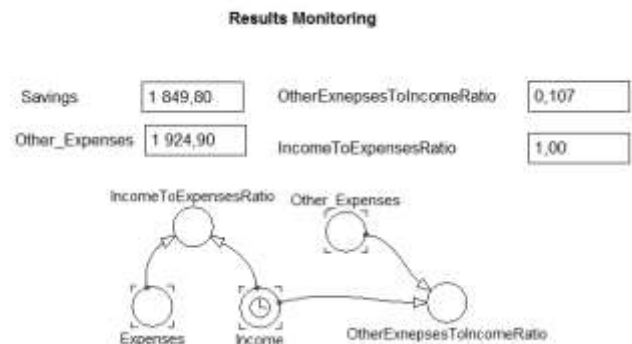 Results Monitoring
Savings 1 849,80 OtherExnepsesToIncomeRatio 0,107
Other_Expenses 1 924,90 IncomeToExpensesRatio 1,00
IncomeToExpensesRatio Other_Expenses
Expenses Income OtherExnepsesToIncomeRatio